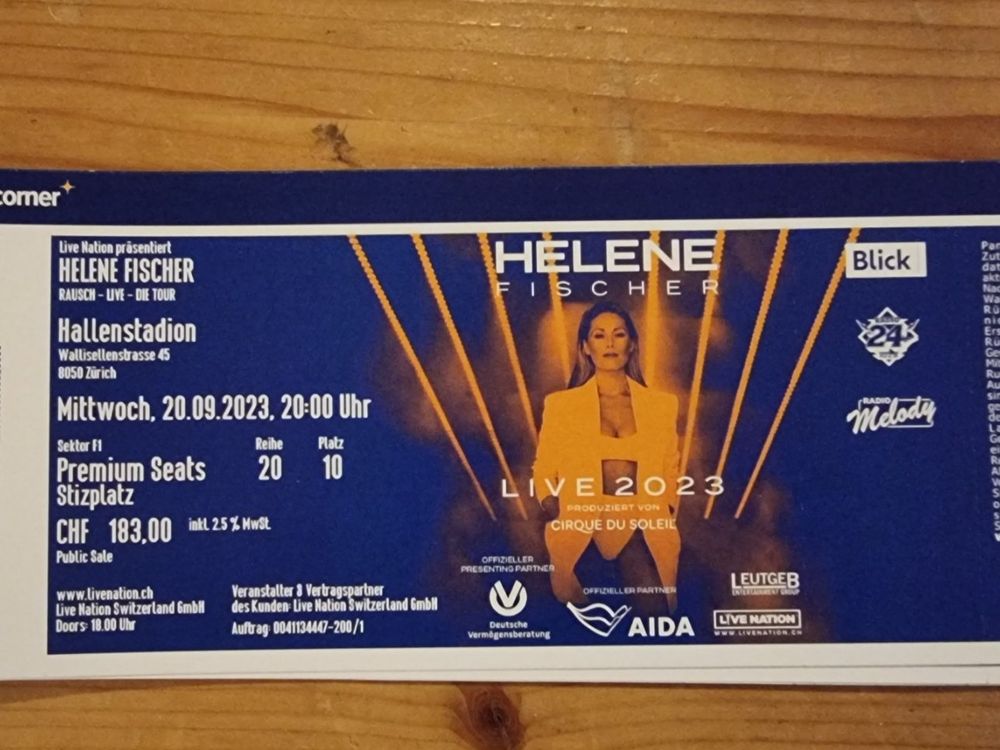 corner
Live Nation präsentiert
HELENE FISCHER
RAUSCH - LIVE - DIE TOUR
Hallenstadion
Wallisellenstrasse 45
8050 Zürich
Mittwoch, 20.09.2023, 20:00 Uhr
Sektor F1 Reihe Platz
Premium Seats 20 10
Stizplatz
CHF 183,00 inkl. 2.5 % MwSt.
Public Sale
www.livenation.ch
Live Nation Switzerland GmbH
Doors: 18.00 Uhr
Veranstalter & Vertragspartner
des Kunden: Live Nation Switzerland GmbH
Auftrag: 0041134447-200/1
HELENE
FISCHER
LIVE 2023
PRODUZIERT VON
CIRQUE DU SOLEIL
OFFIZIELLER
PRESENTING PARTNER
Deutsche
Vermögensberatung
OFFIZIELLER PARTNER
AIDA
Blick
24
RADIO
Melody
LEUTGEB
ENTERTAINMENT GROUP
LIVE NATION
WWW.LIVENATION.CH